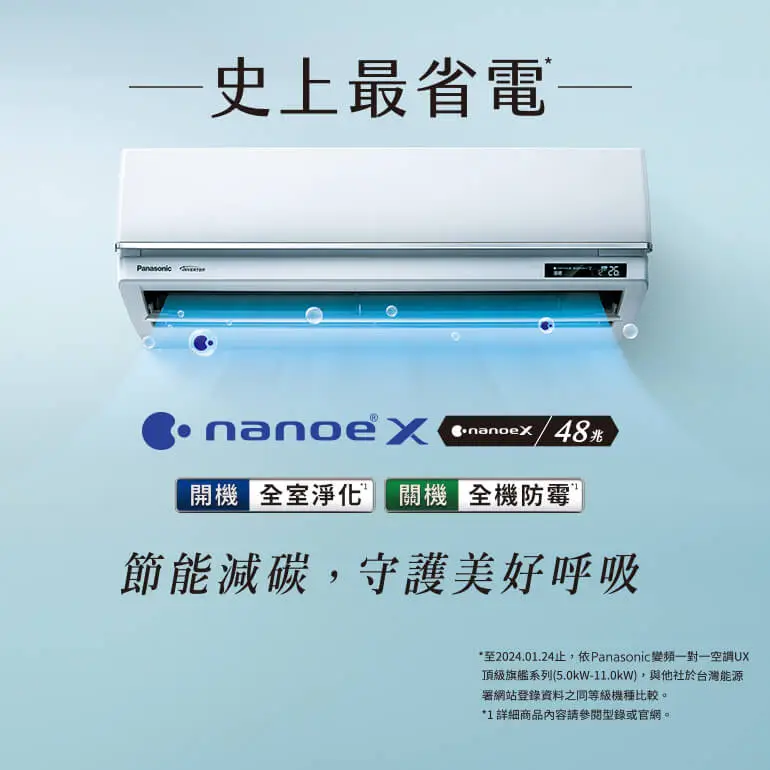 史上最省電*
Panasonic INVERTER
26
nanoe® X nanoeX/48兆
開機 全室淨化*1 關機 全機防霉*1
節能減碳，守護美好呼吸
*至2024.01.24止，依Panasonic變頻一對一空調UX
頂級旗艦系列(5.0kW-11.0kW)，與他社於台灣能源
署網站登錄資料之同等級機種比較。
*1 詳細商品內容請參閱型錄或官網。